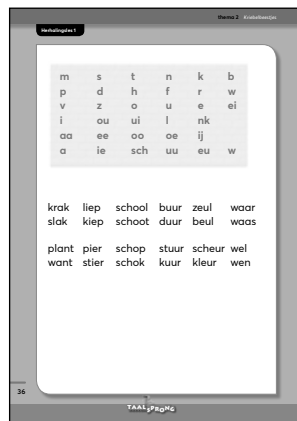 thema 2 Kriebelbeestjes
Herhalingsles 1
m s t n k b
p d h f r w
v z o u e ei
i ou ui l nk
aa ee oo oe ij
a ie sch uu eu w
krak liep school buur zeul waar
slak kiep schoot duur beul waas
plant pier schop stuur scheur wel
want stier schok kuur kleur wen
36
TAALSPRONG